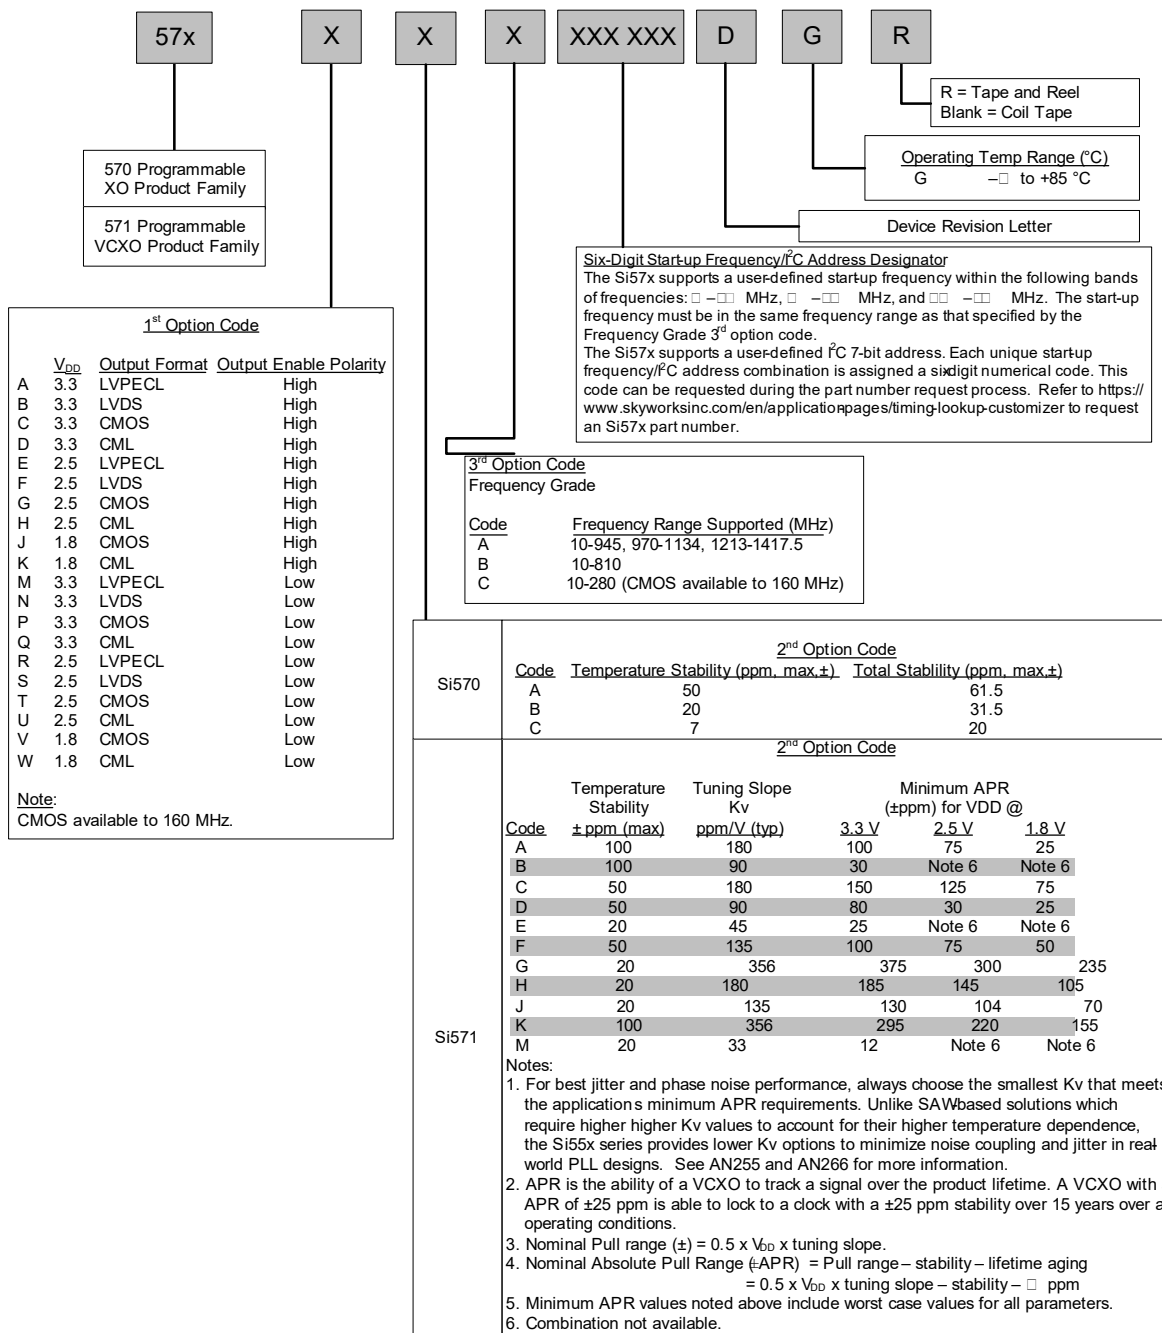 57x X X X XXX XXX D G R
R = Tape and Reel
Blank = Coil Tape
Operating Temp Range (°C)
G –□ to +85 °C
Device Revision Letter
570 Programmable
XO Product Family
571 Programmable
VCXO Product Family
Six-Digit Start-up Frequency/I²C Address Designator
The Si57x supports a user-defined start-up frequency within the following bands
of frequencies: □ –□□ MHz, □ –□□ MHz, and □□ –□□ MHz. The start-up
frequency must be in the same frequency range as that specified by the
Frequency Grade 3rd option code.
The Si57x supports a user-defined I²C 7-bit address. Each unique start-up
frequency/I²C address combination is assigned a six-digit numerical code. This
code can be requested during the part number request process. Refer to https://
www.skyworksinc.com/en/application-pages/timing-lookup-customizer to request
an Si57x part number.
1st Option Code
VDD Output Format Output Enable Polarity
A 3.3 LVPECL High
B 3.3 LVDS High
C 3.3 CMOS High
D 3.3 CML High
E 2.5 LVPECL High
F 2.5 LVDS High
G 2.5 CMOS High
H 2.5 CML High
J 1.8 CMOS High
K 1.8 CML High
M 3.3 LVPECL Low
N 3.3 LVDS Low
P 3.3 CMOS Low
Q 3.3 CML Low
R 2.5 LVPECL Low
S 2.5 LVDS Low
T 2.5 CMOS Low
U 2.5 CML Low
V 1.8 CMOS Low
W 1.8 CML Low
Note:
CMOS available to 160 MHz.
3rd Option Code
Frequency Grade
Code Frequency Range Supported (MHz)
A 10-945, 970-1134, 1213-1417.5
B 10-810
C 10-280 (CMOS available to 160 MHz)
Si570
2nd Option Code
Code Temperature Stability (ppm, max,±) Total Stablility (ppm, max,±)
A 50 61.5
B 20 31.5
C 7 20
Si571
2nd Option Code
Temperature Tuning Slope Minimum APR
Stability Kv (±ppm) for VDD @
Code ± ppm (max) ppm/V (typ) 3.3 V 2.5 V 1.8 V
A 100 180 100 75 25
B 100 90 30 Note 6 Note 6
C 50 180 150 125 75
D 50 90 80 30 25
E 20 45 25 Note 6 Note 6
F 50 135 100 75 50
G 20 356 375 300 235
H 20 180 185 145 105
J 20 135 130 104 70
K 100 356 295 220 155
M 20 33 12 Note 6 Note 6
Notes:
1. For best jitter and phase noise performance, always choose the smallest Kv that meets
the applications minimum APR requirements. Unlike SAW-based solutions which
require higher higher Kv values to account for their higher temperature dependence,
the Si55x series provides lower Kv options to minimize noise coupling and jitter in real-
world PLL designs. See AN255 and AN266 for more information.
2. APR is the ability of a VCXO to track a signal over the product lifetime. A VCXO with
APR of ±25 ppm is able to lock to a clock with a ±25 ppm stability over 15 years over
operating conditions.
3. Nominal Pull range (±) = 0.5 x VDD x tuning slope.
4. Nominal Absolute Pull Range (±APR) = Pull range – stability – lifetime aging
= 0.5 x VDD x tuning slope – stability – □ ppm
5. Minimum APR values noted above include worst case values for all parameters.
6. Combination not available.